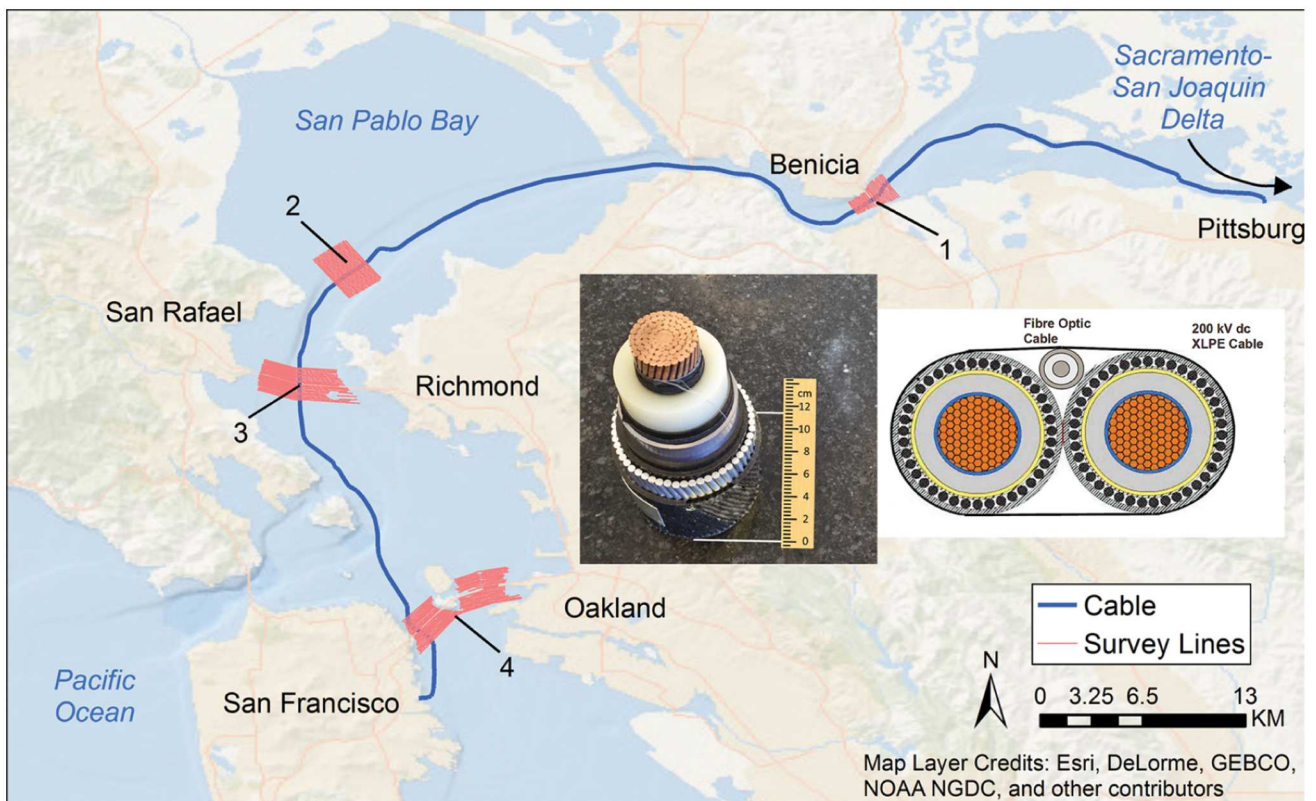 Sacramento-
San Joaquin
Delta
San Pablo Bay
Benicia
2
1
Pittsburg
San Rafael
Fibre Optic
Cable
200 kV dc
XLPE Cable
Richmond
3
cm
12
10
8
6
4
2
0
Cable
Survey Lines
Oakland
4
N
Pacific
Ocean
San Francisco
0 3.25 6.5 13
KM
Map Layer Credits: Esri, DeLorme, GEBCO,
NOAA NGDC, and other contributors